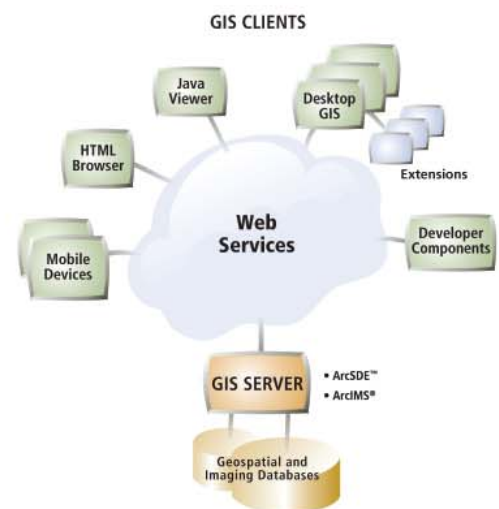 GIS CLIENTS
Java
Viewer
Desktop
GIS
HTML
Browser
Extensions
Web
Services
Mobile
Devices
Developer
Components
GIS SERVER
▪ ArcSDE™
▪ ArcIMS®
Geospatial and
Imaging Databases